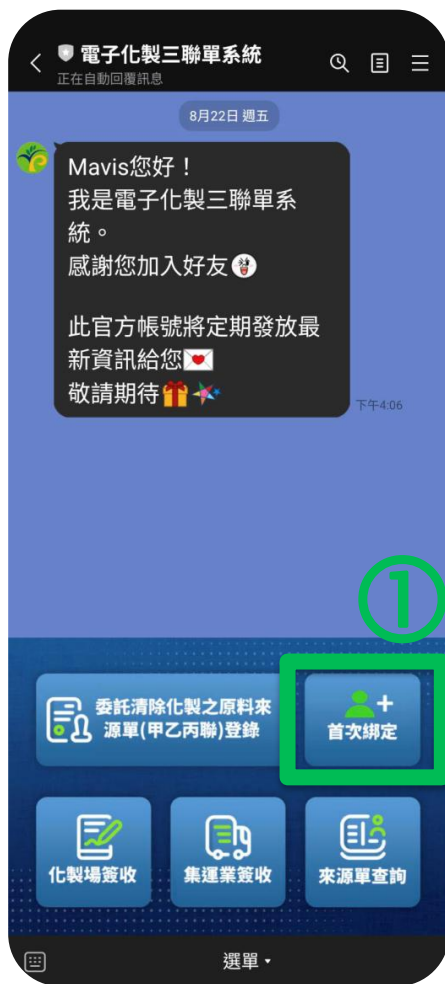 電子化製三聯單系統
正在自動回覆訊息
8月22日 週五
Mavis您好！
我是電子化製三聯單系
統。
感謝您加入好友
此官方帳號將定期發放最
新資訊給您💌
敬請期待🎁
下午4:06
①
委託清除化製之原料來
源單(甲乙丙聯)登錄
首次綁定
化製場簽收
集運業簽收
來源單查詢
選單